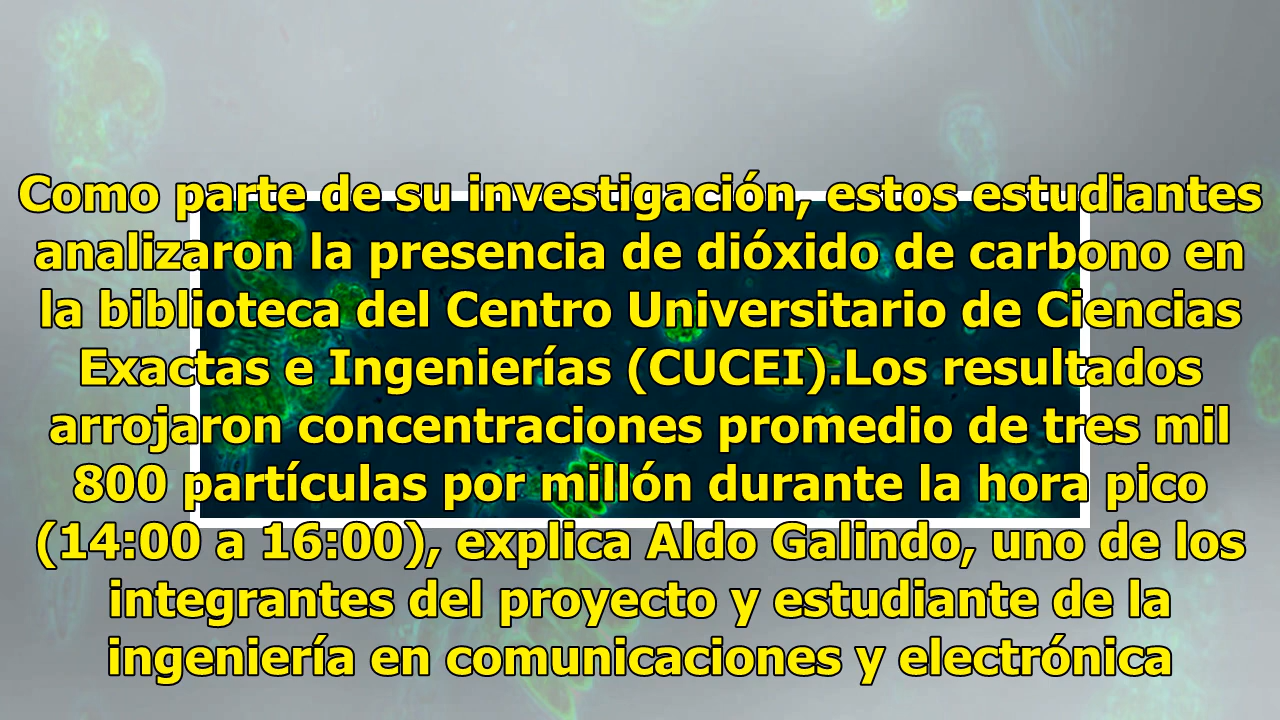 Como parte de su investigación, estos estudiantes
analizaron la presencia de dióxido de carbono en
la biblioteca del Centro Universitario de Ciencias
Exactas e Ingenierías (CUCEI).Los resultados
arrojaron concentraciones promedio de tres mil
800 partículas por millón durante la hora pico
(14:00 a 16:00), explica Aldo Galindo, uno de los
integrantes del proyecto y estudiante de la
ingeniería en comunicaciones y electrónica